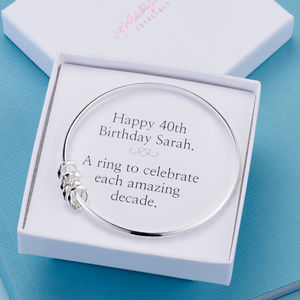 Happy 40th
Birthday Sarah.
A ring to celebrate
each amazing
decade.